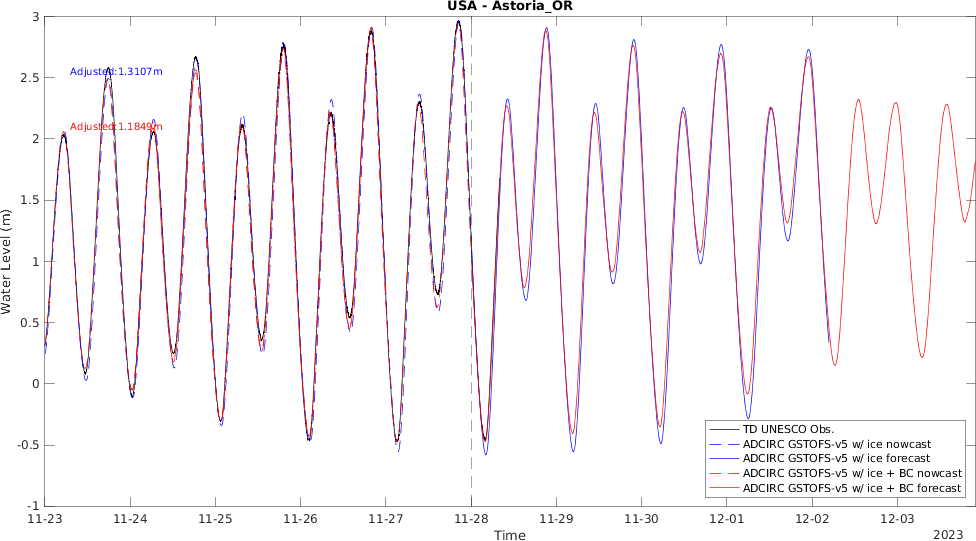 USA - Astoria_OR
3
2.5
2
1.5
1
0.5
0
-0.5
-1
Water Level (m)
Adjusted:1.3107m
Adjusted:1.1849m
TD UNESCO Obs.
ADCIRC GSTOFS-v5 w/ ice nowcast
ADCIRC GSTOFS-v5 w/ ice forecast
ADCIRC GSTOFS-v5 w/ ice + BC nowcast
ADCIRC GSTOFS-v5 w/ ice + BC forecast
11-23 11-24 11-25 11-26 11-27 11-28 11-29 11-30 12-01 12-02 12-03
Time
2023